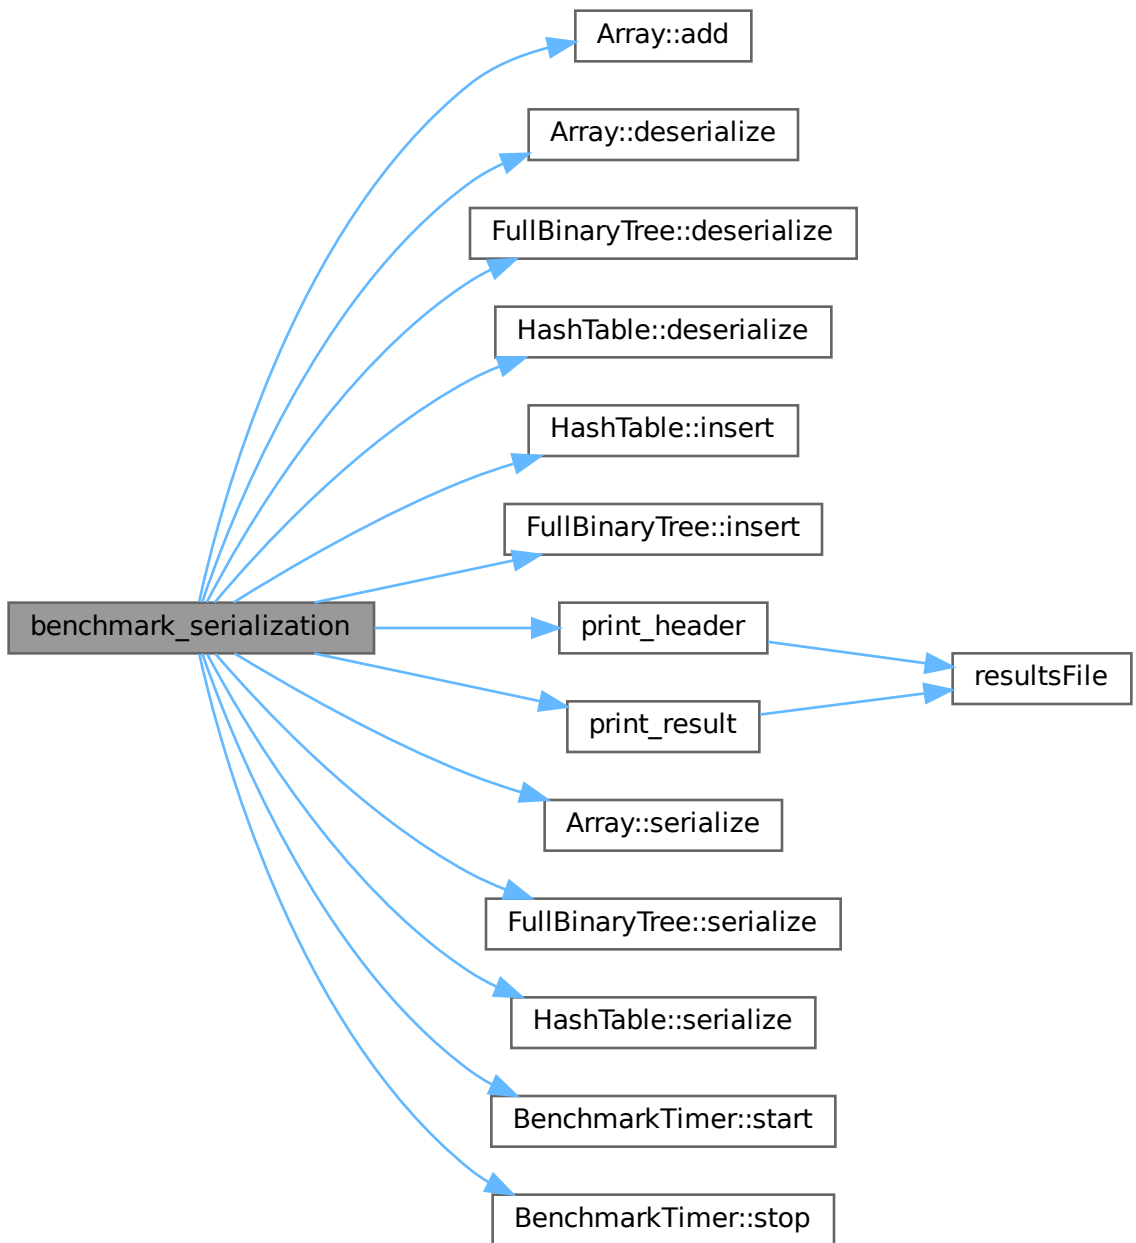 Array::add
Array::deserialize
FullBinaryTree::deserialize
HashTable::deserialize
HashTable::insert
FullBinaryTree::insert
benchmark_serialization
print_header
resultsFile
print_result
Array::serialize
FullBinaryTree::serialize
HashTable::serialize
BenchmarkTimer::start
BenchmarkTimer::stop